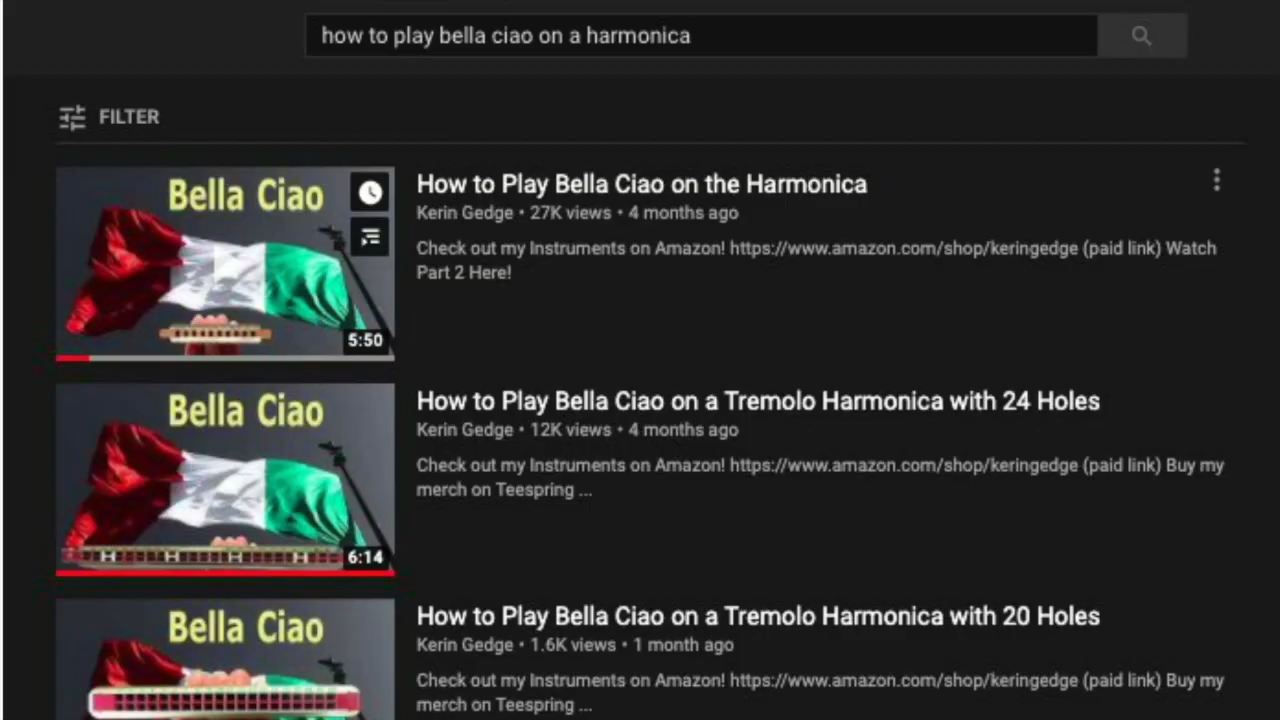 how to play bella ciao on a harmonica
FILTER
Bella Ciao
5:50
How to Play Bella Ciao on the Harmonica
Kerin Gedge • 27K views • 4 months ago
Check out my Instruments on Amazon! https://www.amazon.com/shop/keringedge (paid link) Watch
Part 2 Here!
Bella Ciao
6:14
How to Play Bella Ciao on a Tremolo Harmonica with 24 Holes
Kerin Gedge • 12K views • 4 months ago
Check out my Instruments on Amazon! https://www.amazon.com/shop/keringedge (paid link) Buy my
merch on Teespring ...
Bella Ciao
How to Play Bella Ciao on a Tremolo Harmonica with 20 Holes
Kerin Gedge • 1.6K views • 1 month ago
Check out my Instruments on Amazon! https://www.amazon.com/shop/keringedge (paid link) Buy my
merch on Teespring ...